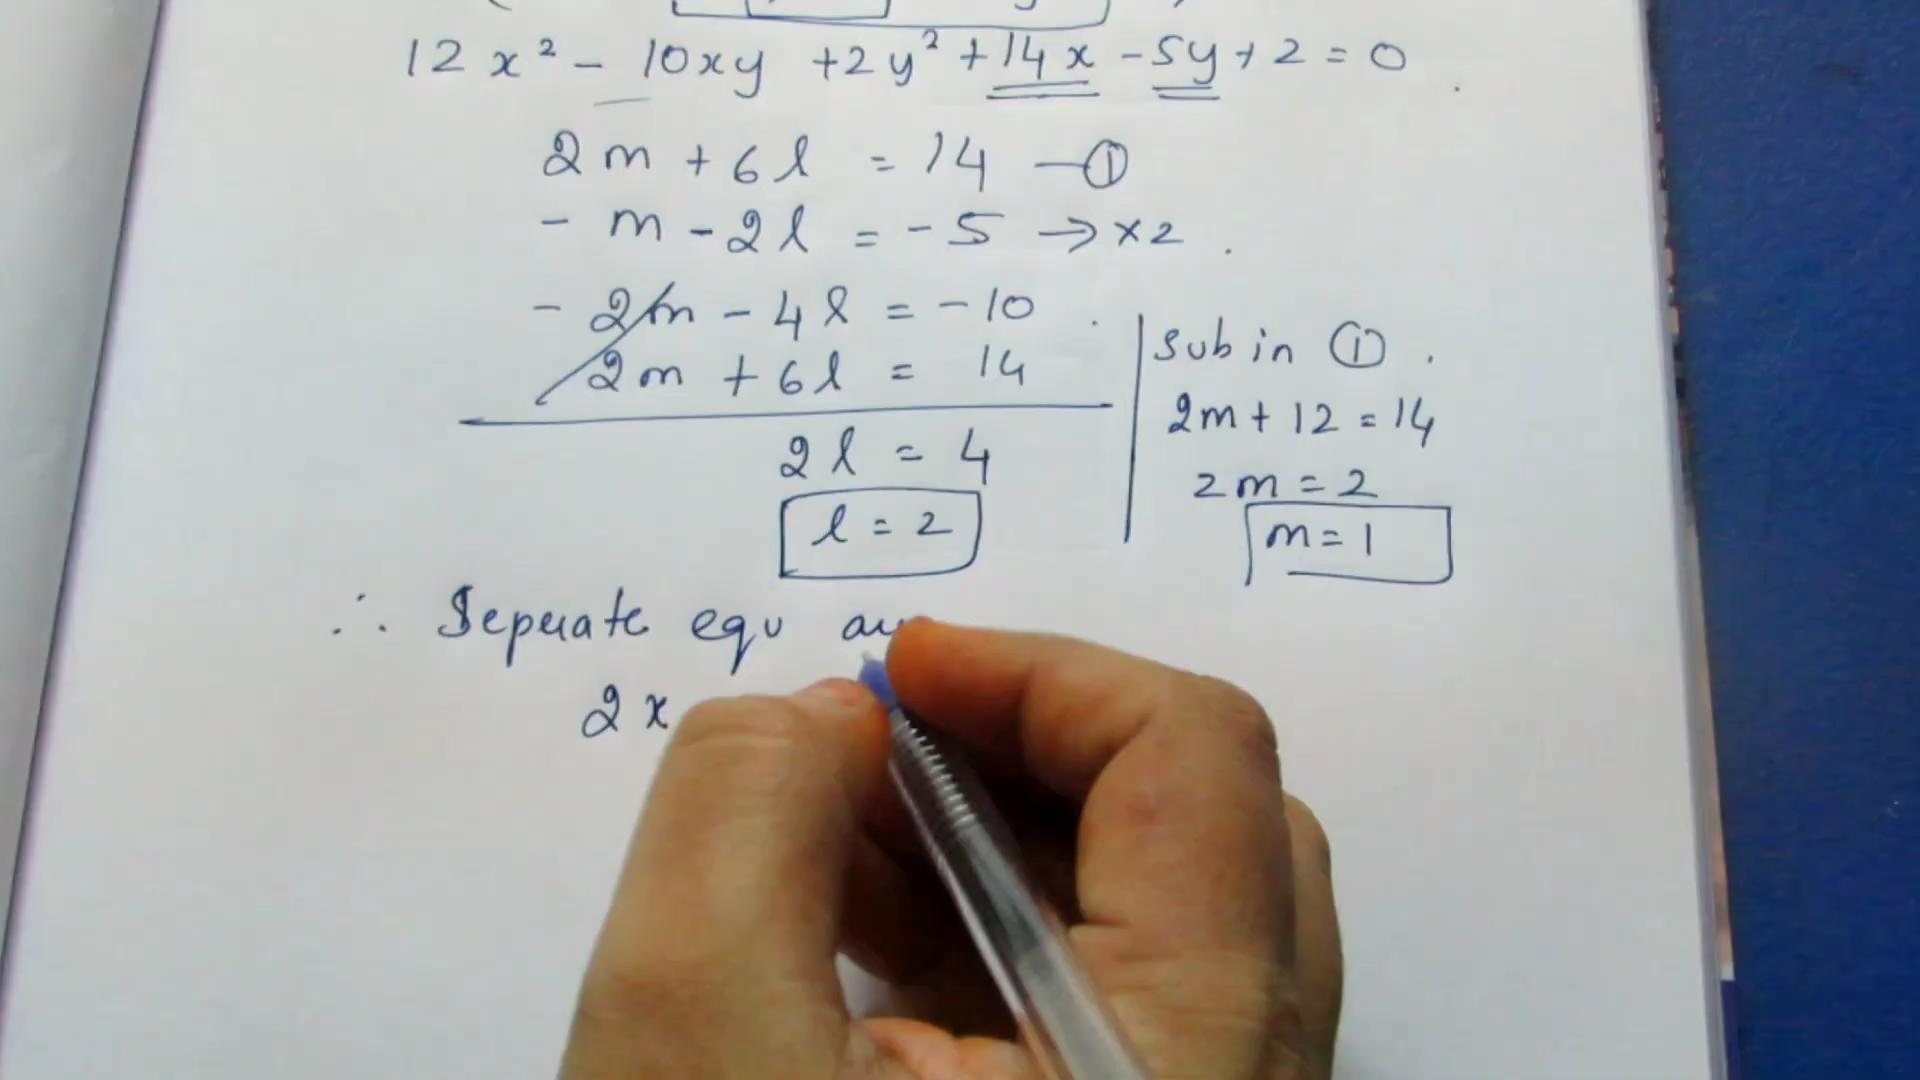 12x² - 10xy + 2y² + 14x - 5y + 2 = 0
2m + 6l = 14 — ①
- m - 2l = -5 → ×2
- 2m - 4l = -10
2m + 6l = 14
2l = 4
l = 2
sub in ①.
2m + 12 = 14
2m = 2
m = 1
∴ Seperate equ
2x